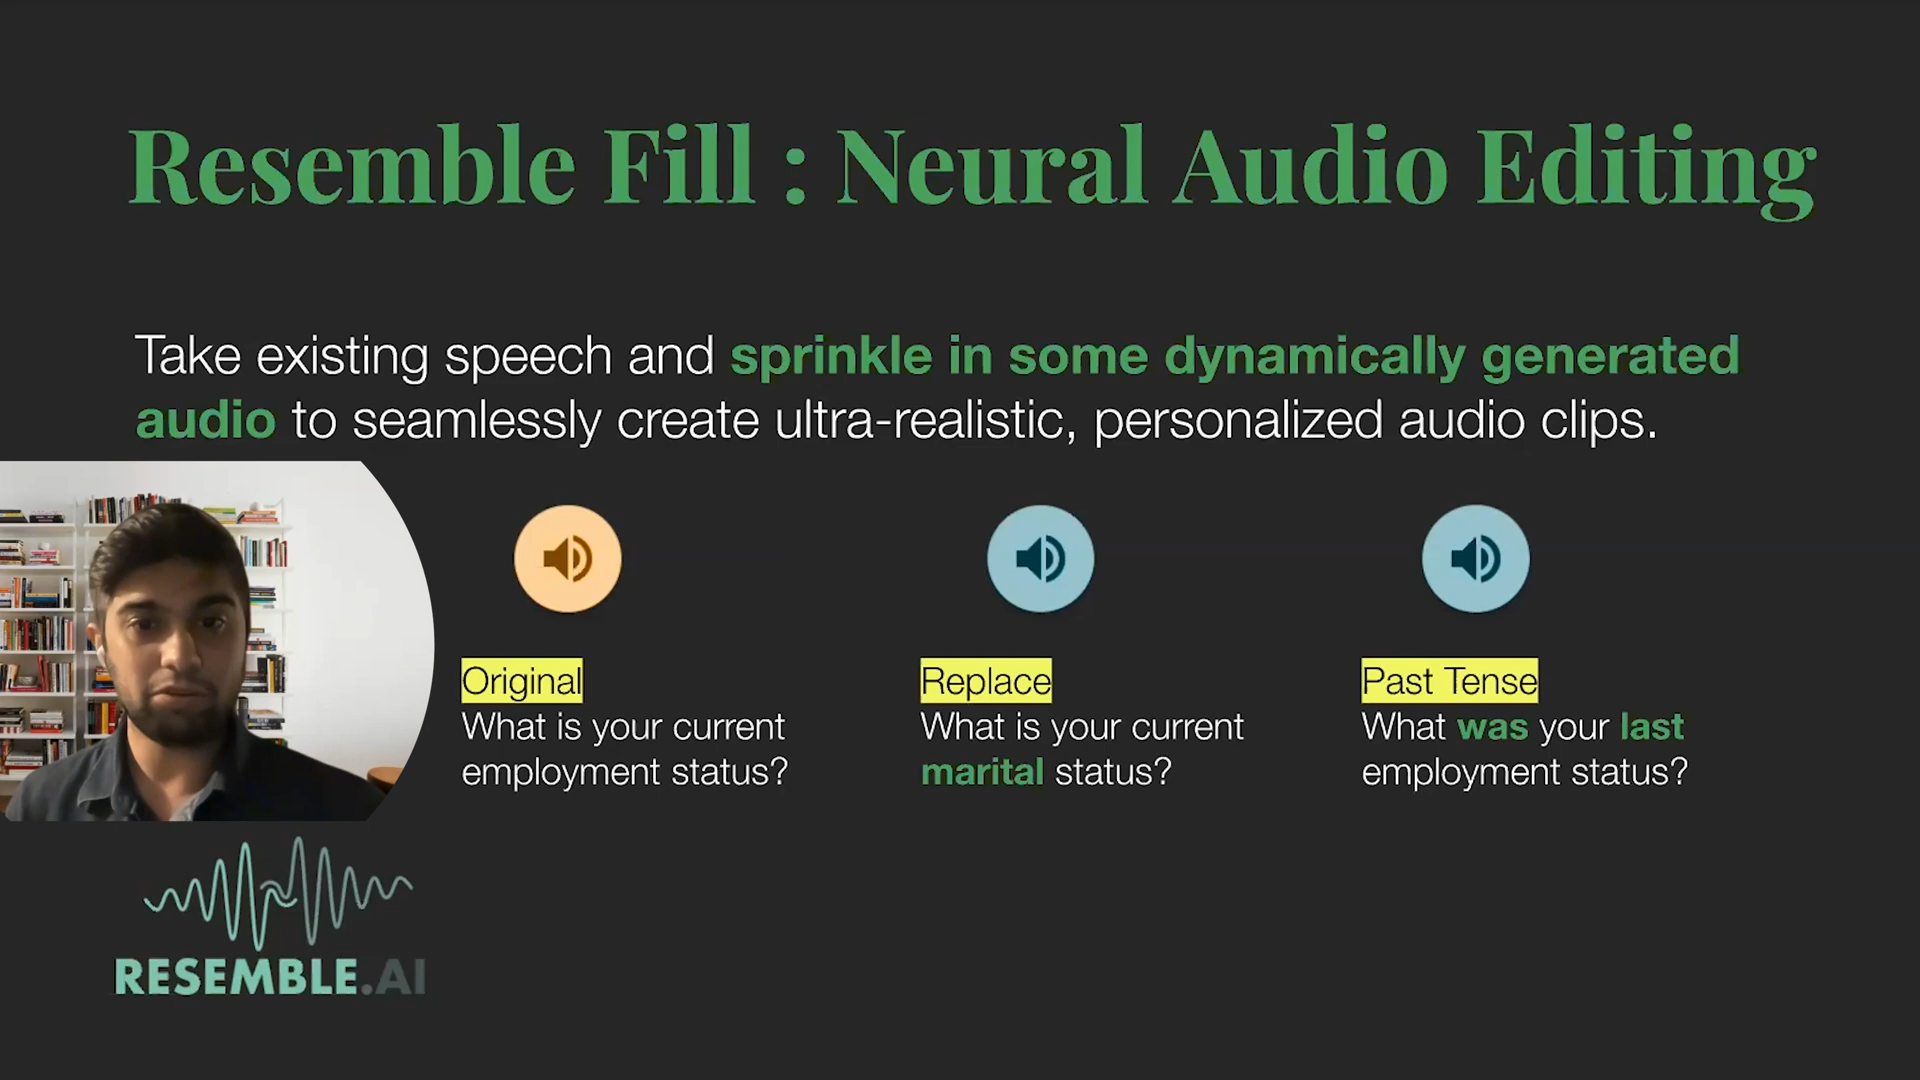 Resemble Fill : Neural Audio Editing
Take existing speech and sprinkle in some dynamically generated
audio to seamlessly create ultra-realistic, personalized audio clips.
Original
What is your current
employment status?
Replace
What is your current
marital status?
Past Tense
What was your last
employment status?
RESEMBLE.AI